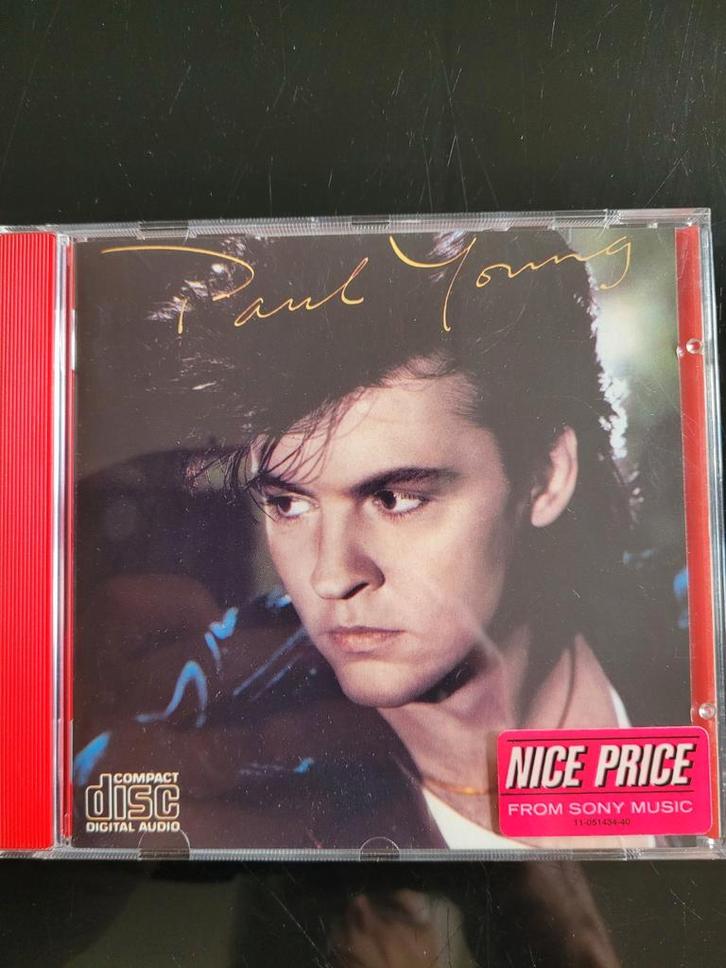 Paul Young
COMPACT
disc
DIGITAL AUDIO
NICE PRICE
FROM SONY MUSIC
11-051434-40